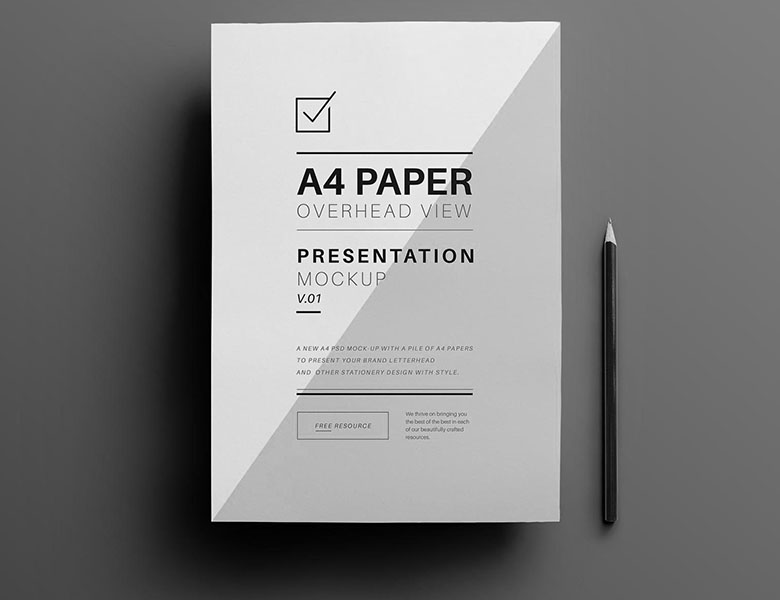 A4 PAPER
OVERHEAD VIEW
PRESENTATION
MOCKUP
V.01
A NEW A4 PSD MOCK-UP WITH A PILE OF A4 PAPERS
TO PRESENT YOUR BRAND LETTERHEAD
AND OTHER STATIONERY DESIGN WITH STYLE.
FREE RESOURCE
We thrive on bringing you
the best of the best in each
of our beautifully crafted
resources.